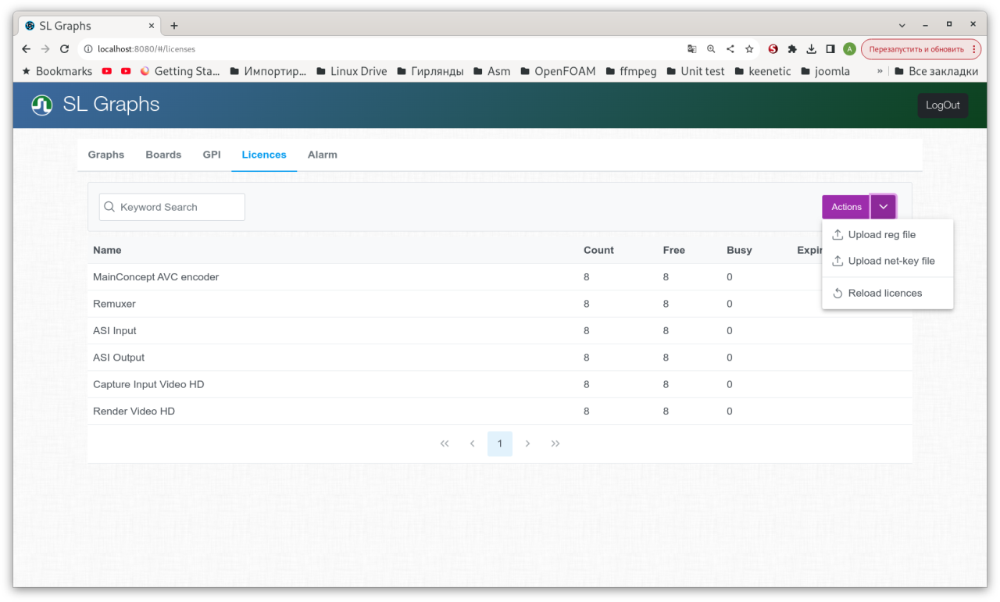 SL Graphs
localhost:8080/#/licenses
Перезапустить и обновить
Bookmarks Getting Sta... Импортир... Linux Drive Гирлянды Asm OpenFOAM ffmpeg Unit test keenetic joomla » Все закладки
SL Graphs LogOut
Graphs Boards GPI Licences Alarm
Keyword Search Actions
Upload reg file
Upload net-key file
Reload licences
Name Count Free Busy Expir
MainConcept AVC encoder 8 8 0
Remuxer 8 8 0
ASI Input 8 8 0
ASI Output 8 8 0
Capture Input Video HD 8 8 0
Render Video HD 8 8 0
1